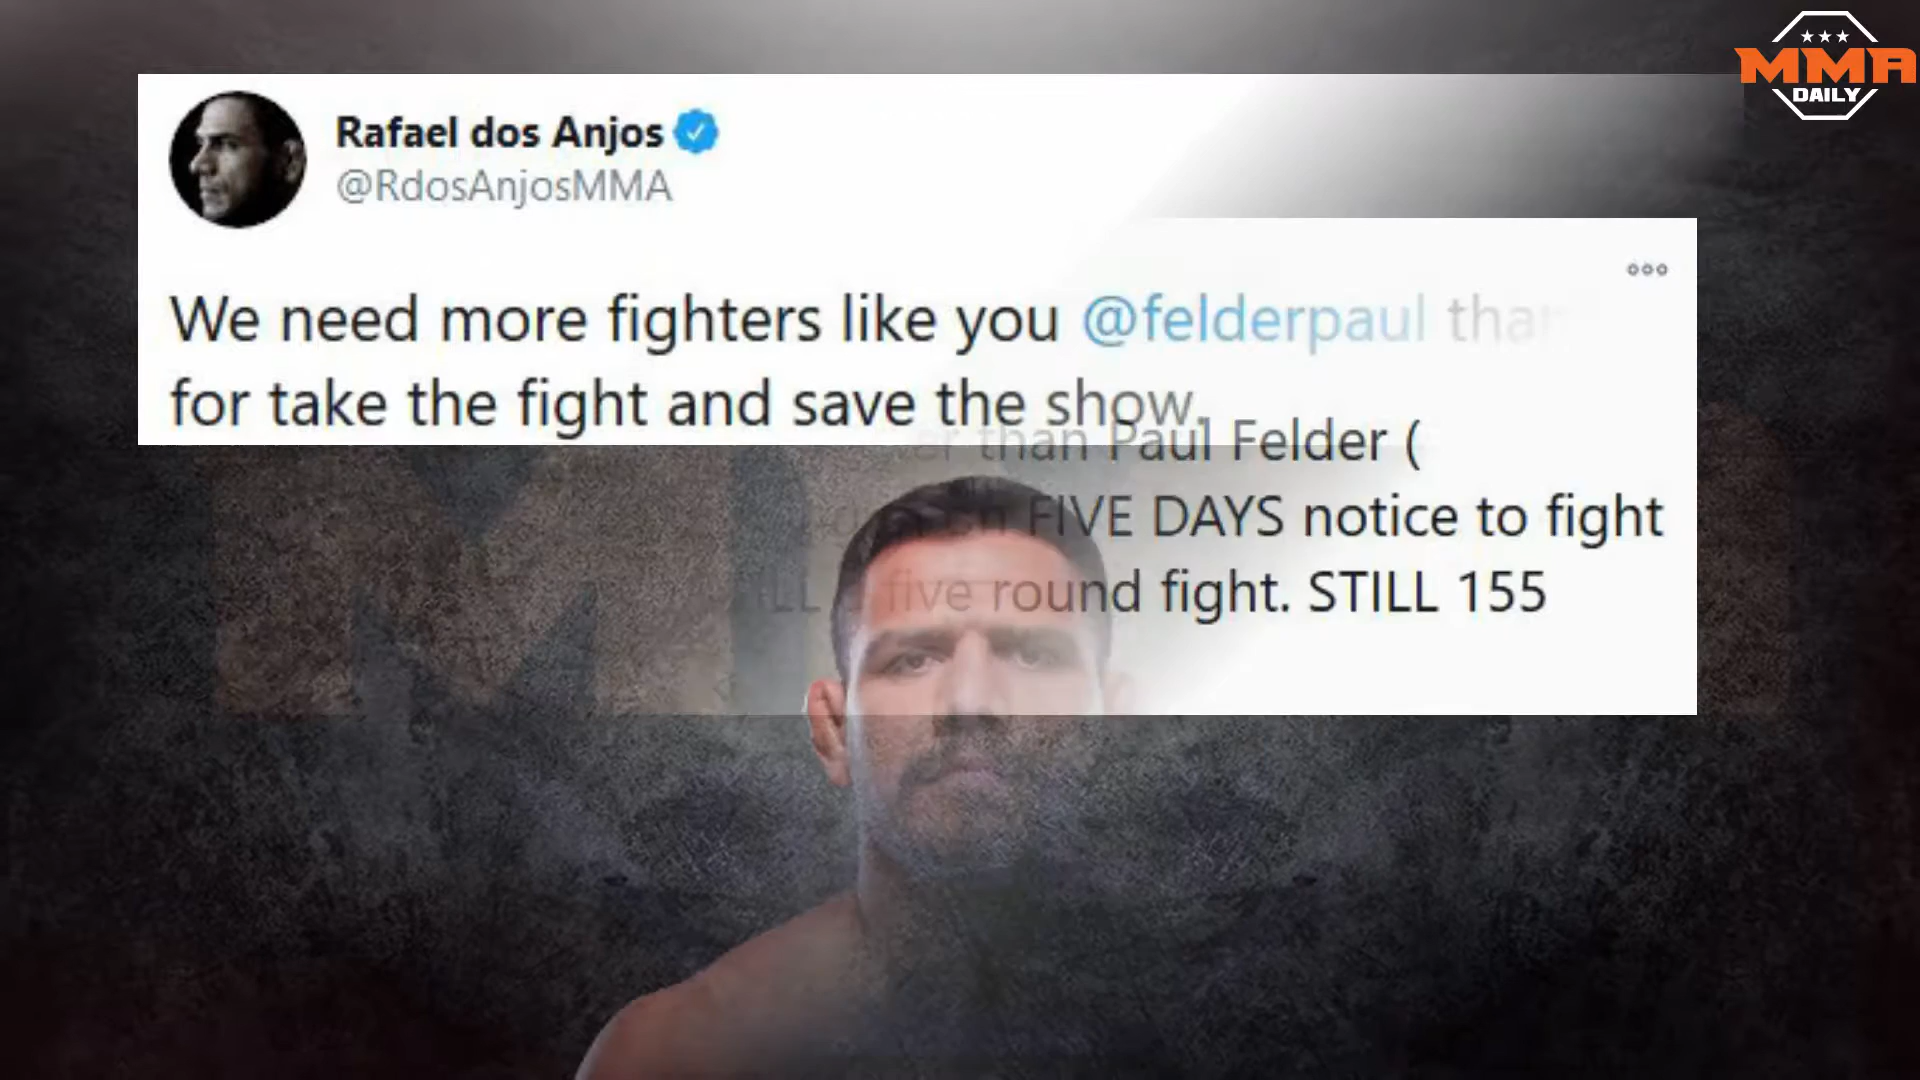 MMA
DAILY
Rafael dos Anjos
@RdosAnjosMMA
We need more fighters like you @felderpaul
for take the fight and save the show.
than Paul Felder (
FIVE DAYS notice to fight
five round fight. STILL 155